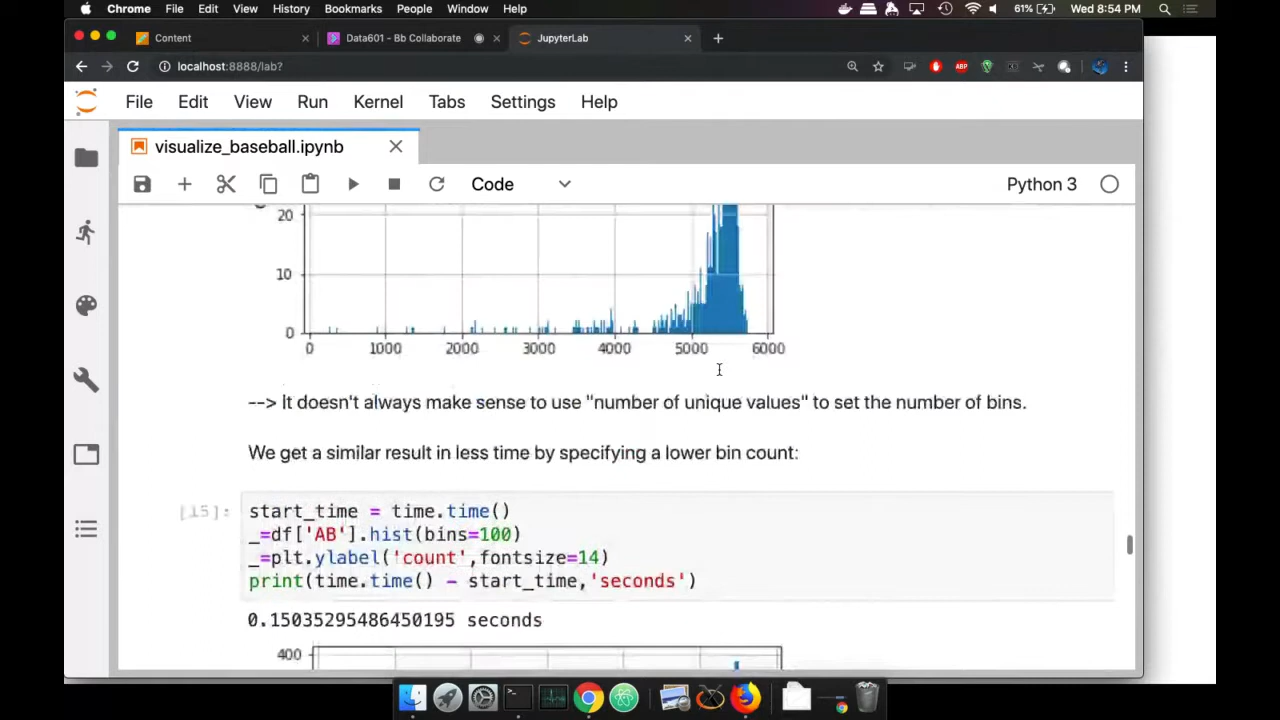 Chrome File Edit View History Bookmarks People Window Help 61% Wed 8:54 PM
Content Data601 - Bb Collaborate JupyterLab
localhost:8888/lab? ABP
File Edit View Run Kernel Tabs Settings Help
visualize_baseball.ipynb
Code Python 3
20
10
0
0 1000 2000 3000 4000 5000 6000
--> It doesn't always make sense to use "number of unique values" to set the number of bins.
We get a similar result in less time by specifying a lower bin count:
[15]: start_time = time.time()
_=df['AB'].hist(bins=100)
_=plt.ylabel('count',fontsize=14)
print(time.time() - start_time,'seconds')
0.15035295486450195 seconds
400